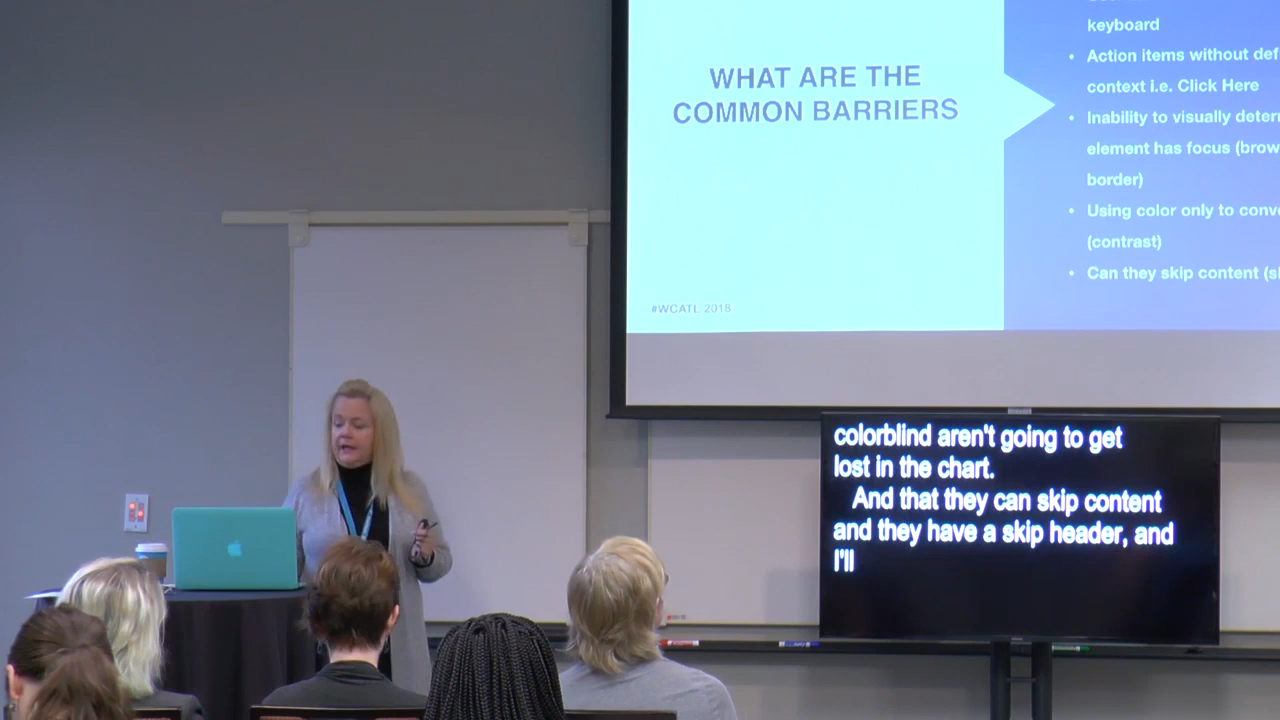 WHAT ARE THE
COMMON BARRIERS
#WCATL 2018
keyboard
• Action items without def
context i.e. Click Here
• Inability to visually deter
element has focus (brow
border)
• Using color only to conve
(contrast)
• Can they skip content (s
colorblind aren't going to get
lost in the chart.
And that they can skip content
and they have a skip header, and
I'll